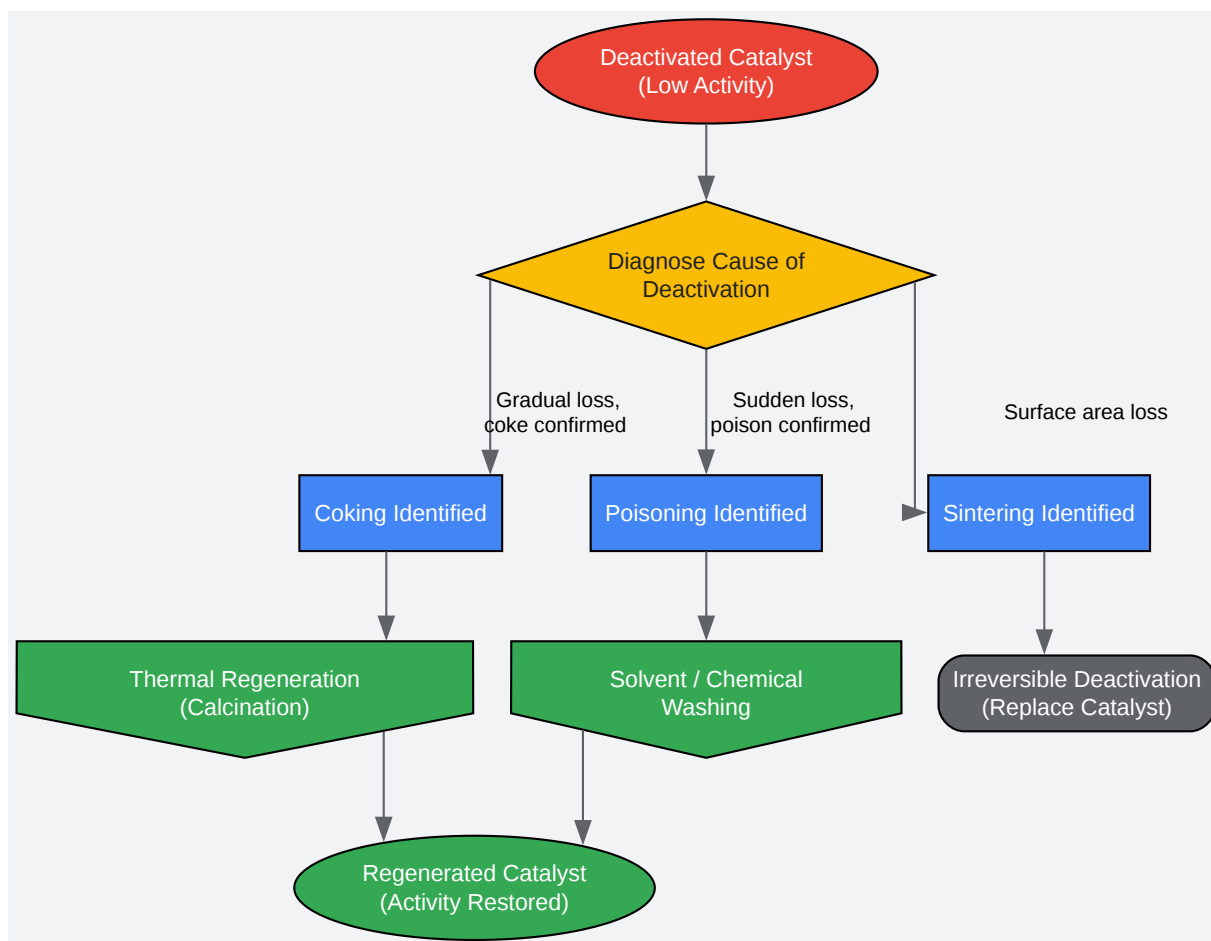 Deactivated Catalyst
(Low Activity)
Diagnose Cause of
Deactivation
Gradual loss,
coke confirmed
Sudden loss,
poison confirmed
Surface area loss
Coking Identified
Poisoning Identified
Sintering Identified
Thermal Regeneration
(Calcination)
Solvent / Chemical
Washing
Irreversible Deactivation
(Replace Catalyst)
Regenerated Catalyst
(Activity Restored)